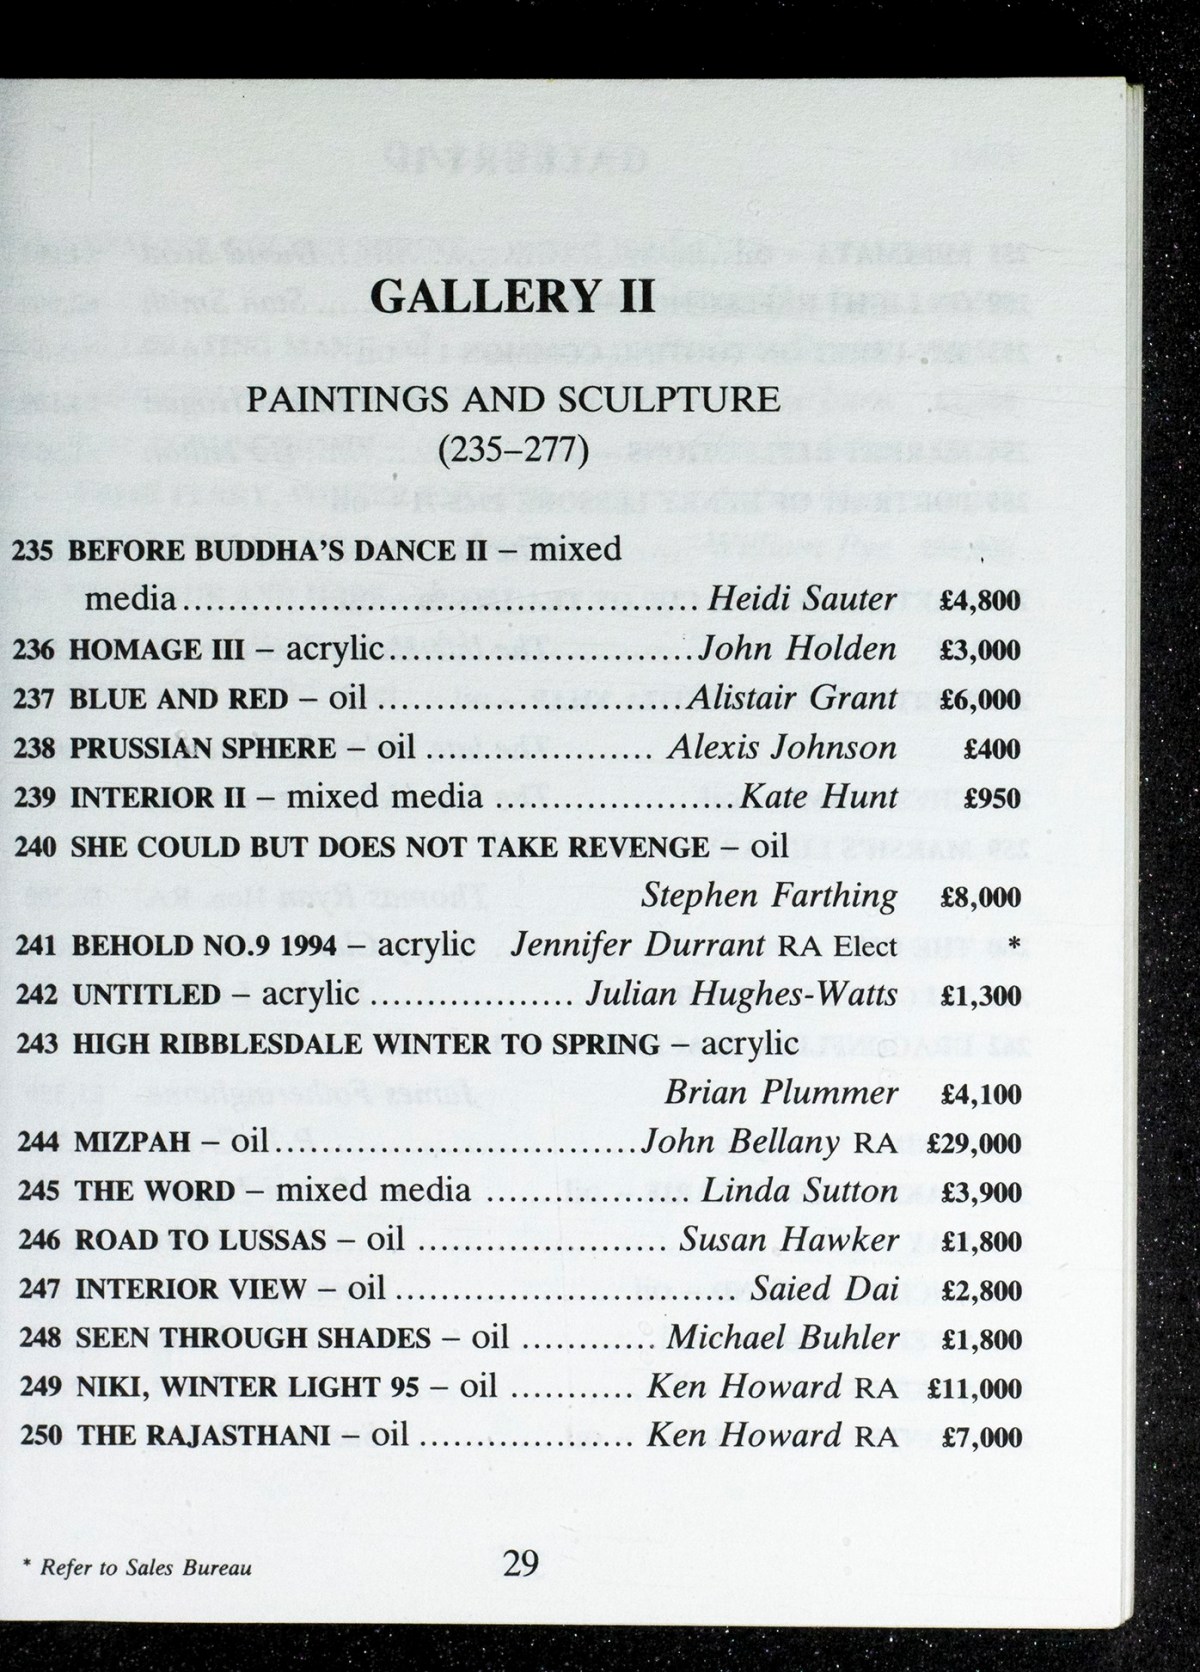 GALLERY II
PAINTINGS AND SCULPTURE
(235–277)
235 BEFORE BUDDHA'S DANCE II – mixed
media............................................. Heidi Sauter £4,800
236 HOMAGE III – acrylic...........................John Holden £3,000
237 BLUE AND RED – oil ...........................Alistair Grant £6,000
238 PRUSSIAN SPHERE – oil .................... Alexis Johnson £400
239 INTERIOR II – mixed media .....................Kate Hunt £950
240 SHE COULD BUT DOES NOT TAKE REVENGE – oil
Stephen Farthing £8,000
241 BEHOLD NO.9 1994 – acrylic Jennifer Durrant RA Elect *
242 UNTITLED – acrylic .................. Julian Hughes-Watts £1,300
243 HIGH RIBBLESDALE WINTER TO SPRING – acrylic
Brian Plummer £4,100
244 MIZPAH – oil................................John Bellany RA £29,000
245 THE WORD – mixed media .................. Linda Sutton £3,900
246 ROAD TO LUSSAS – oil ...................... Susan Hawker £1,800
247 INTERIOR VIEW – oil .............................. Saied Dai £2,800
248 SEEN THROUGH SHADES – oil ............Michael Buhler £1,800
249 NIKI, WINTER LIGHT 95 – oil ........... Ken Howard RA £11,000
250 THE RAJASTHANI – oil ................... Ken Howard RA £7,000
* Refer to Sales Bureau 29